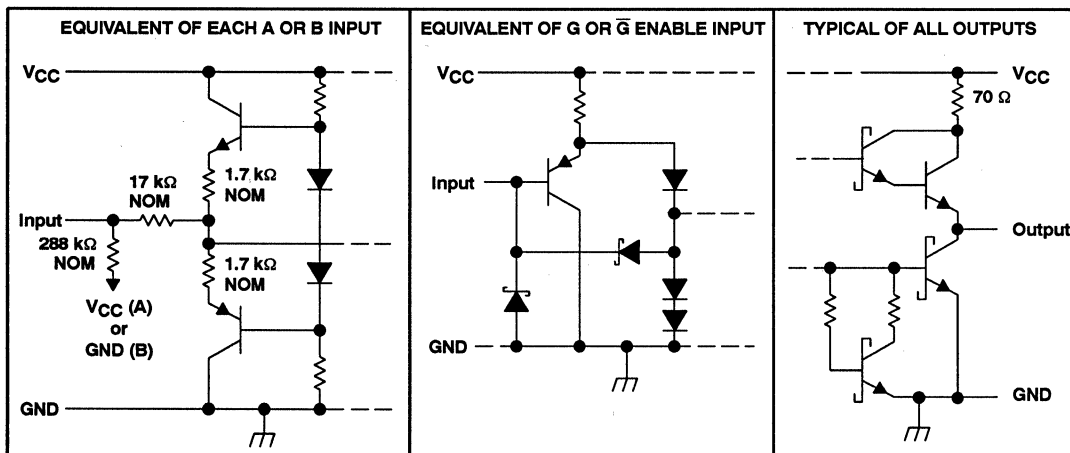 EQUIVALENT OF EACH A OR B INPUT
VCC
17 kΩ
NOM
1.7 kΩ
NOM
Input
288 kΩ
NOM
1.7 kΩ
NOM
VCC (A)
or
GND (B)
GND
EQUIVALENT OF G OR G̅ ENABLE INPUT
VCC
Input
GND
TYPICAL OF ALL OUTPUTS
VCC
70 Ω
Output
GND